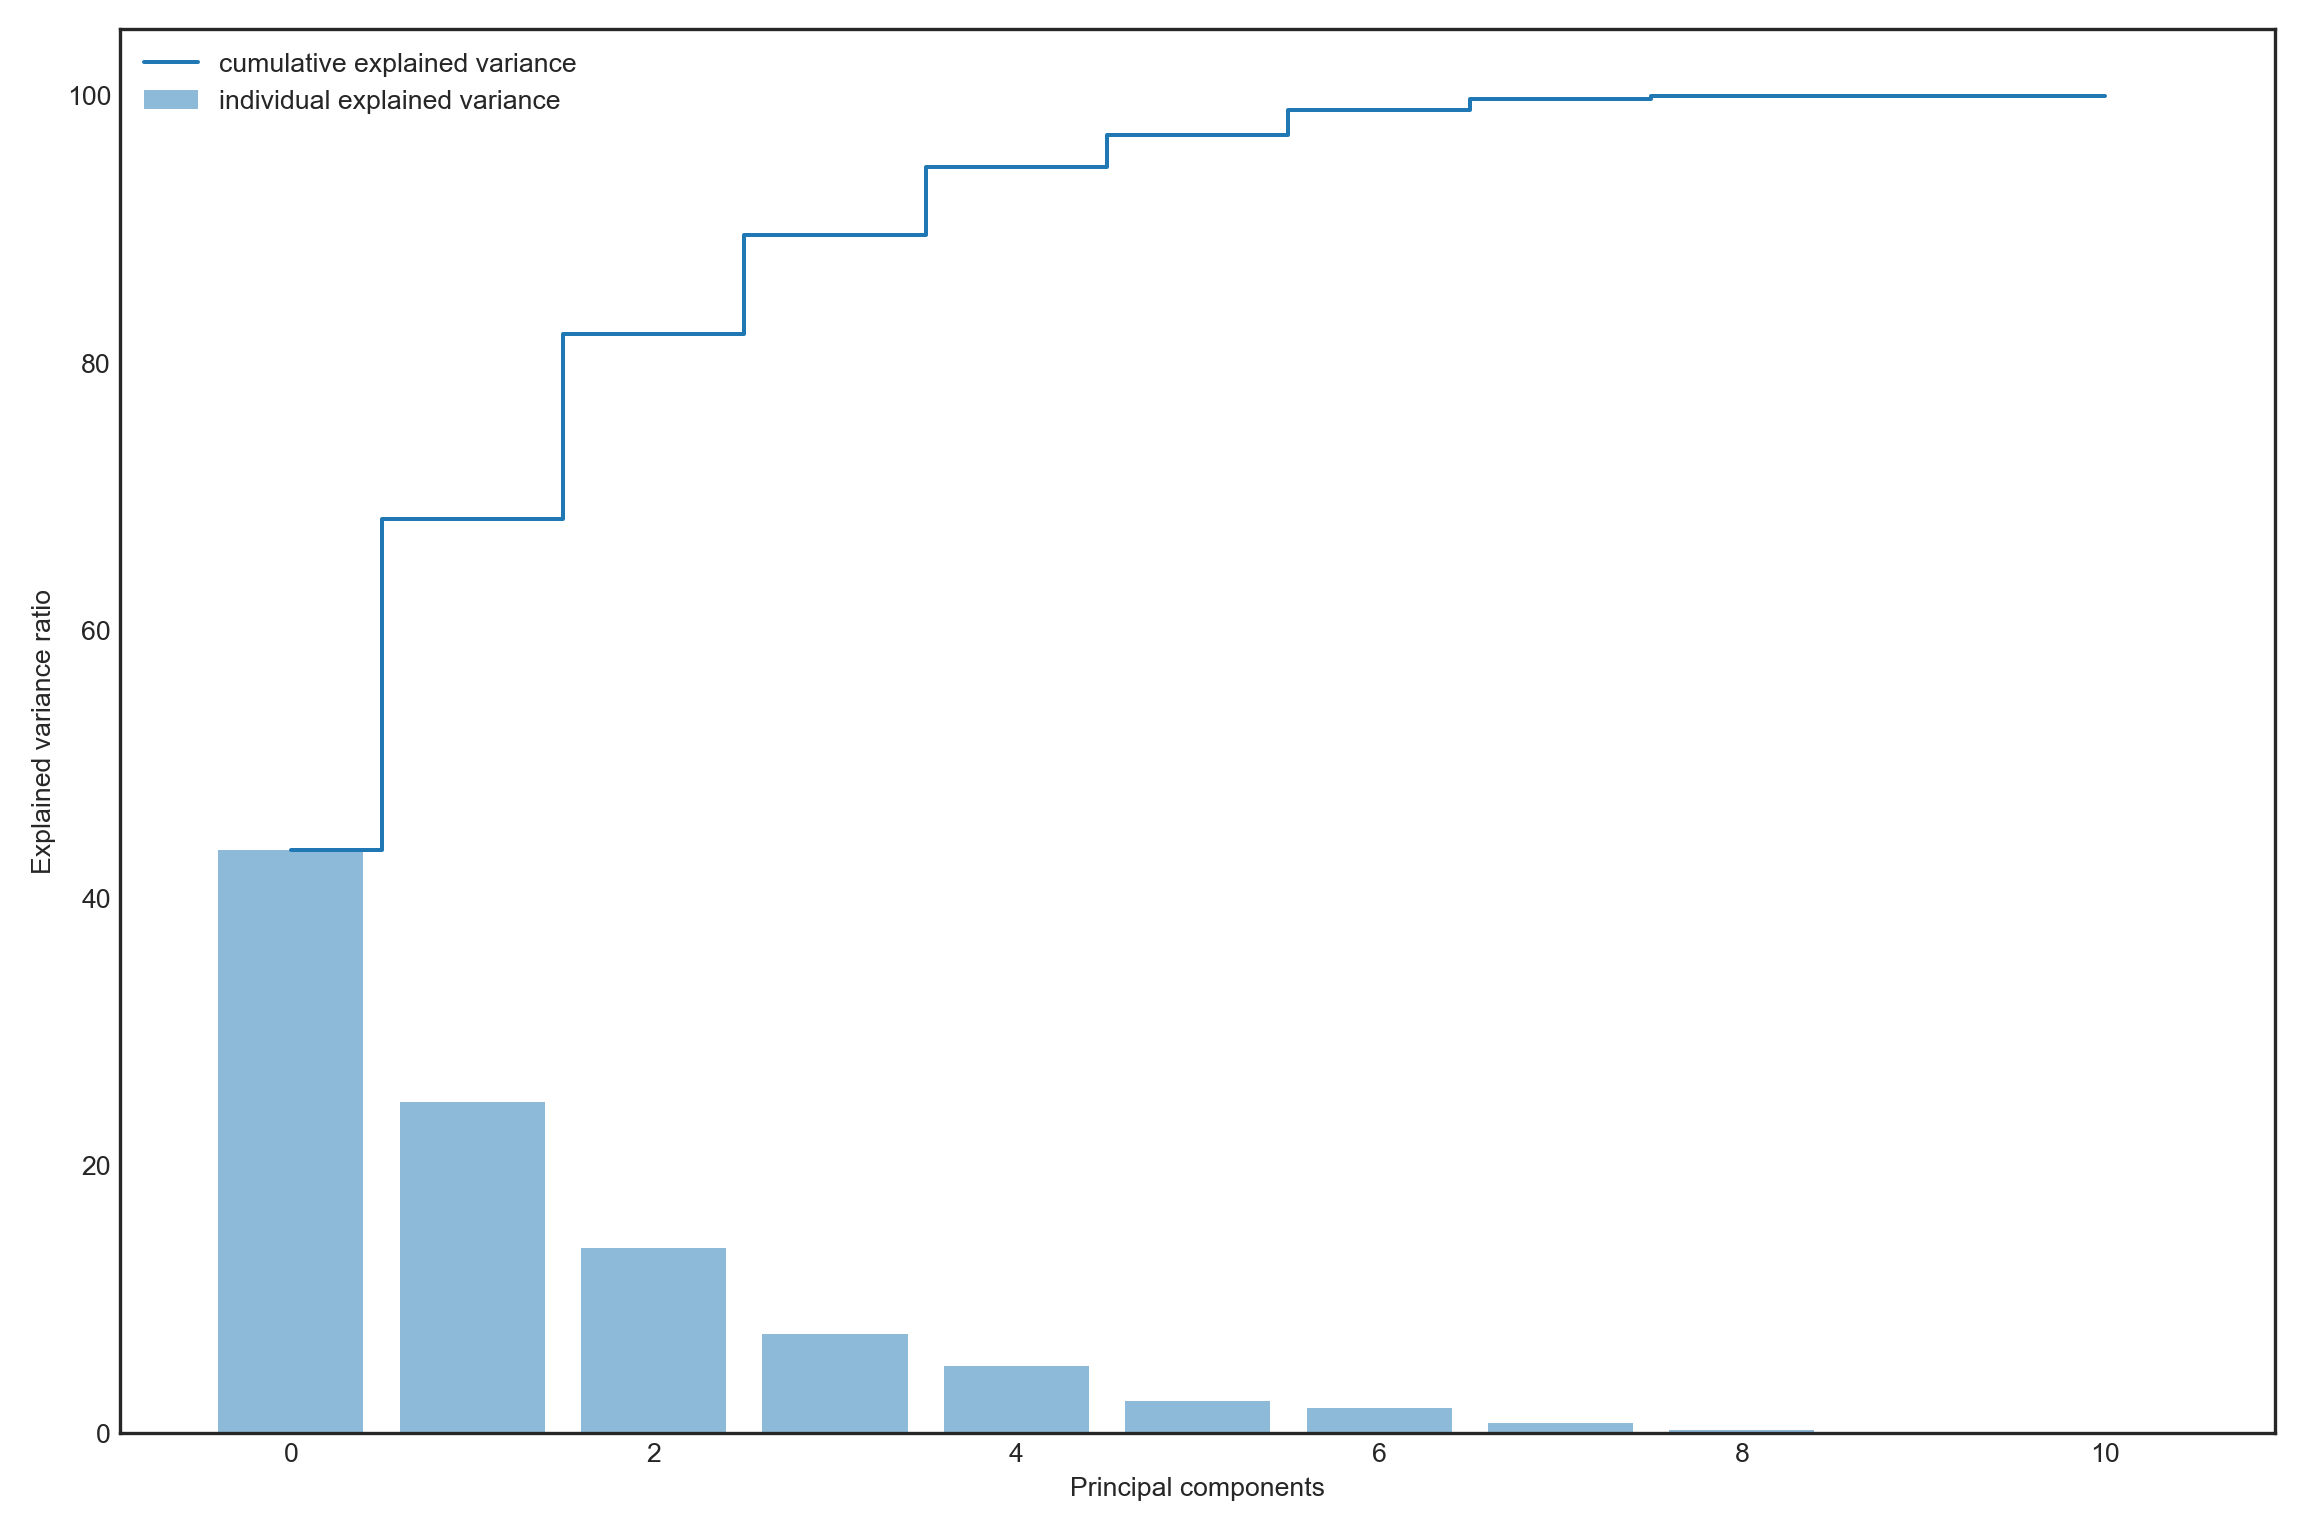 cumulative explained variance
individual explained variance
100
80
60
40
20
0
Explained variance ratio
0 2 4 6 8 10
Principal components